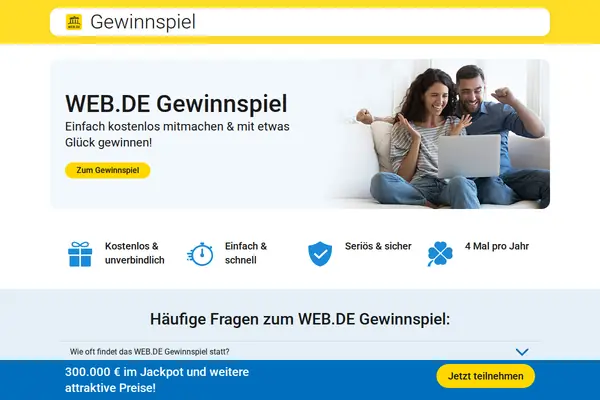 WEB.DE
Gewinnspiel
WEB.DE Gewinnspiel
Einfach kostenlos mitmachen & mit etwas
Glück gewinnen!
Zum Gewinnspiel
Kostenlos &
unverbindlich
Einfach &
schnell
Seriös & sicher
4 Mal pro Jahr
Häufige Fragen zum WEB.DE Gewinnspiel:
Wie oft findet das WEB.DE Gewinnspiel statt?
300.000 € im Jackpot und weitere
attraktive Preise!
Jetzt teilnehmen